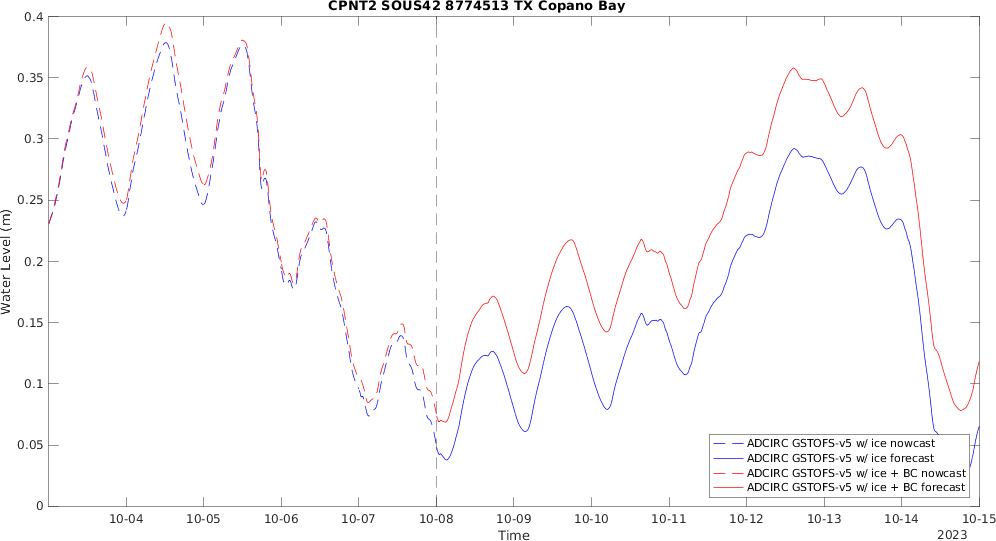 CPNT2 SOUS42 8774513 TX Copano Bay
0.4
0.35
0.3
0.25
0.2
0.15
0.1
0.05
0
Water Level (m)
10-04 10-05 10-06 10-07 10-08 10-09 10-10 10-11 10-12 10-13 10-14 10-15
2023
Time
ADCIRC GSTOFS-v5 w/ ice nowcast
ADCIRC GSTOFS-v5 w/ ice forecast
ADCIRC GSTOFS-v5 w/ ice + BC nowcast
ADCIRC GSTOFS-v5 w/ ice + BC forecast